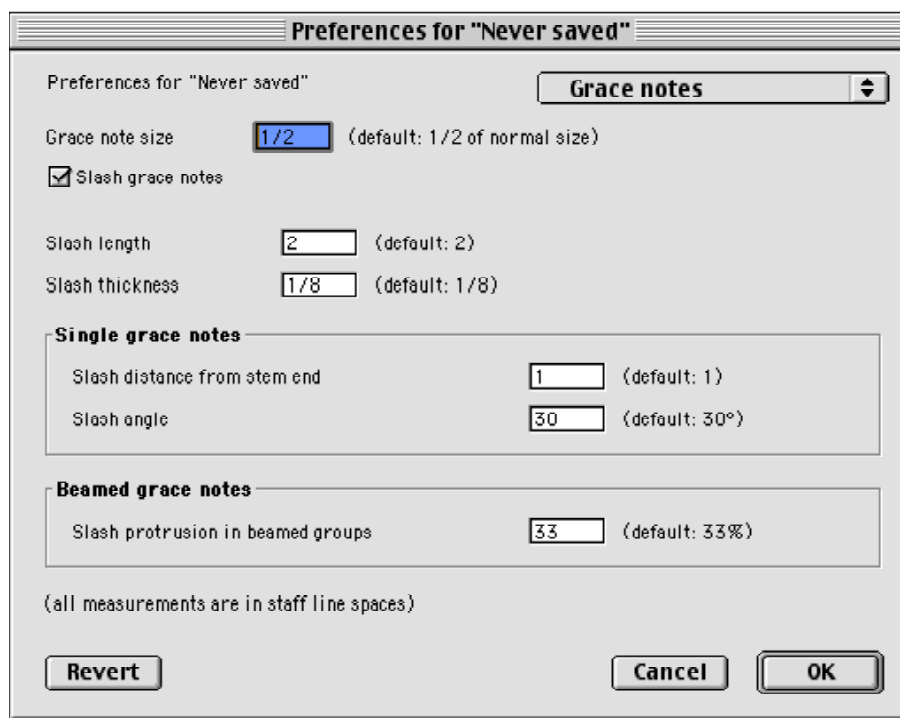 Preferences for "Never saved"
Preferences for "Never saved" Grace notes
Grace note size 1/2 (default: 1/2 of normal size)
Slash grace notes
Slash length 2 (default: 2)
Slash thickness 1/8 (default: 1/8)
Single grace notes
Slash distance from stem end 1 (default: 1)
Slash angle 30 (default: 30°)
Beamed grace notes
Slash protrusion in beamed groups 33 (default: 33%)
(all measurements are in staff line spaces)
Revert Cancel OK